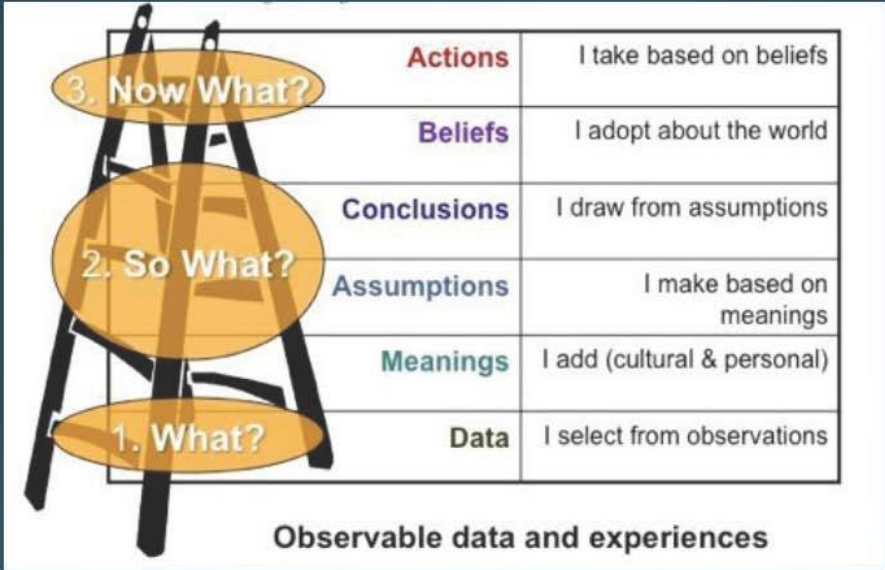 3. Now What?
Actions
I take based on beliefs
Beliefs
I adopt about the world
Conclusions
I draw from assumptions
2. So What?
Assumptions
I make based on
meanings
Meanings
I add (cultural & personal)
1. What?
Data
I select from observations
Observable data and experiences